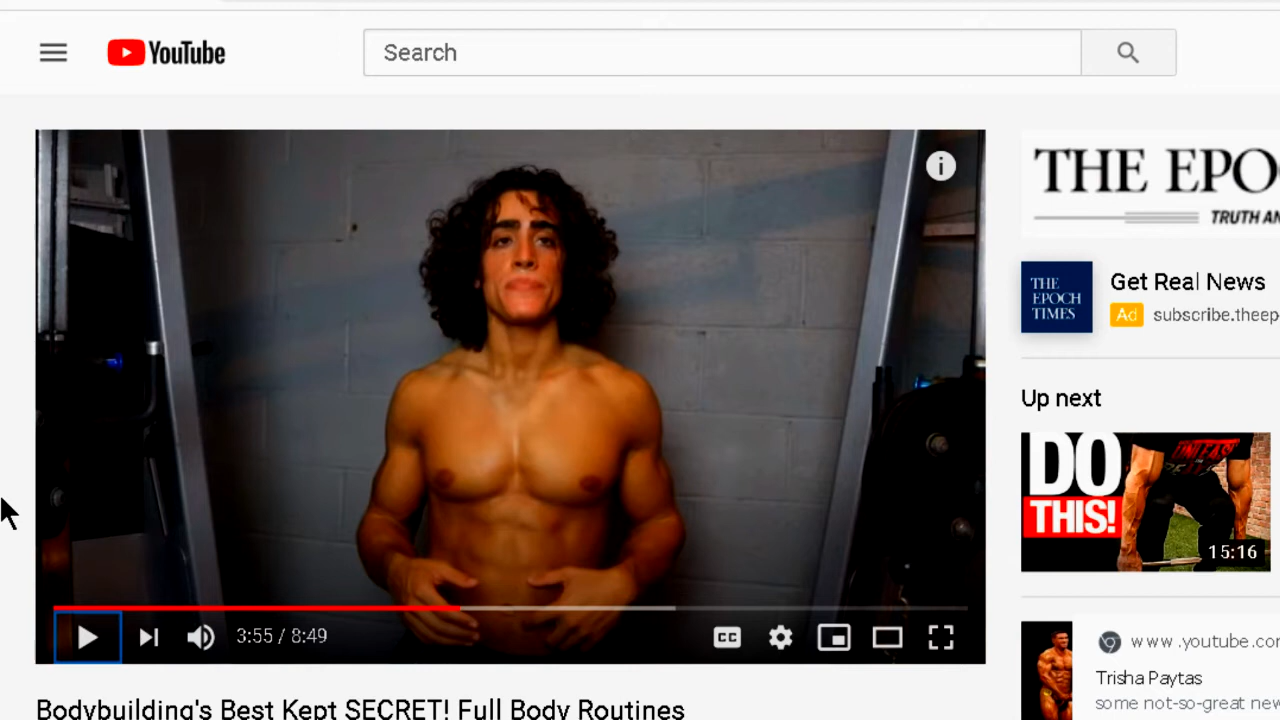 YouTube
Search
i
THE EPO
TRUTH AN
THE
EPOCH
TIMES
Get Real News
Ad subscribe.theep
Up next
DO
THIS!
15:16
3:55 / 8:49
CC
www.youtube.com
Trisha Paytas
some not-so-great new
Bodybuilding's Best Kept SECRET! Full Body Routines